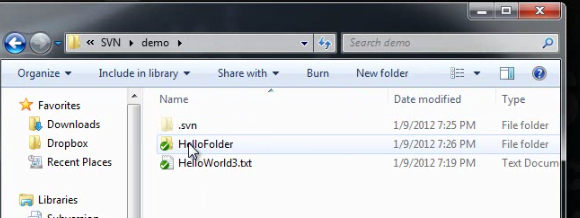 « SVN ▸ demo ▸ Search demo
Organize ▾ Include in library ▾ Share with ▾ Burn New folder
Favorites
Downloads
Dropbox
Recent Places
Libraries
Name Date modified Type
.svn 1/9/2012 7:25 PM File folder
HelloFolder 1/9/2012 7:26 PM File folder
HelloWorld3.txt 1/9/2012 7:19 PM Text Docum